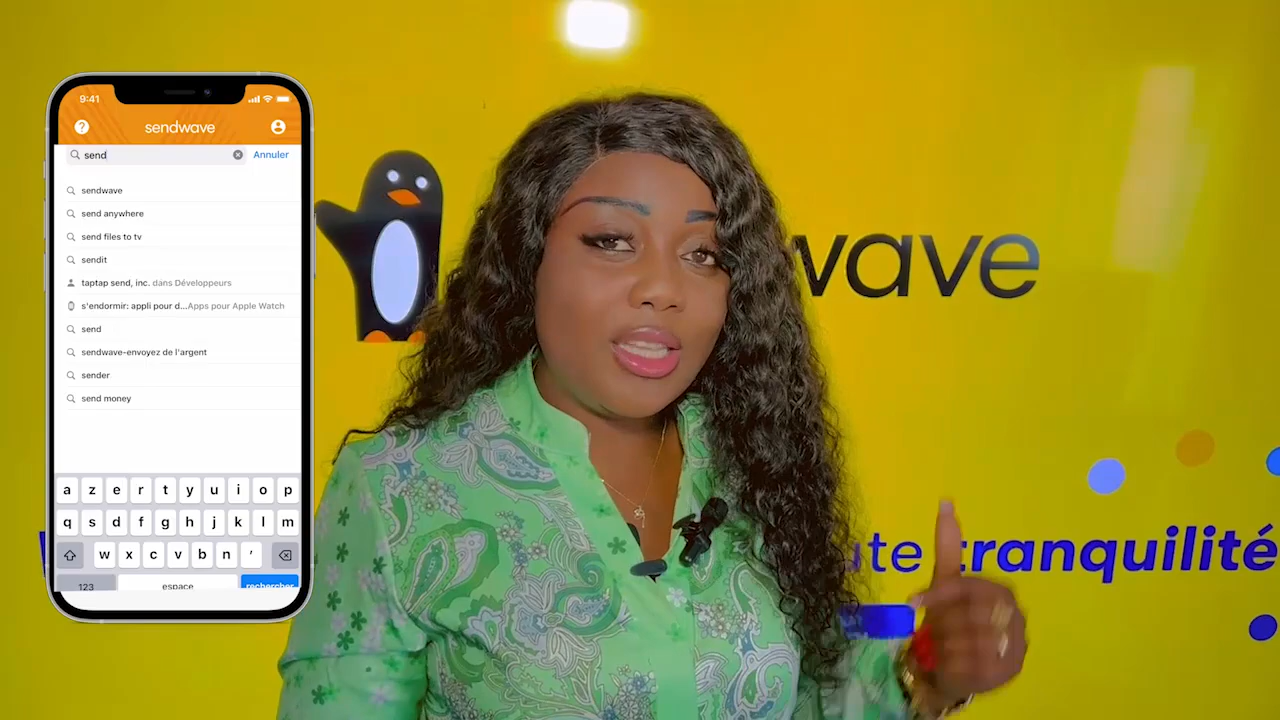 9:41
sendwave
send
Annuler
sendwave
send anywhere
send files to tv
sendit
taptap send, inc. dans Développeurs
s'endormir: appli pour d...Apps pour Apple Watch
send
sendwave-envoyez de l'argent
sender
send money
a z e r t y u i o p
q s d f g h j k l m
w x c v b n ’
123 espace rechercher
wave
tranquilité